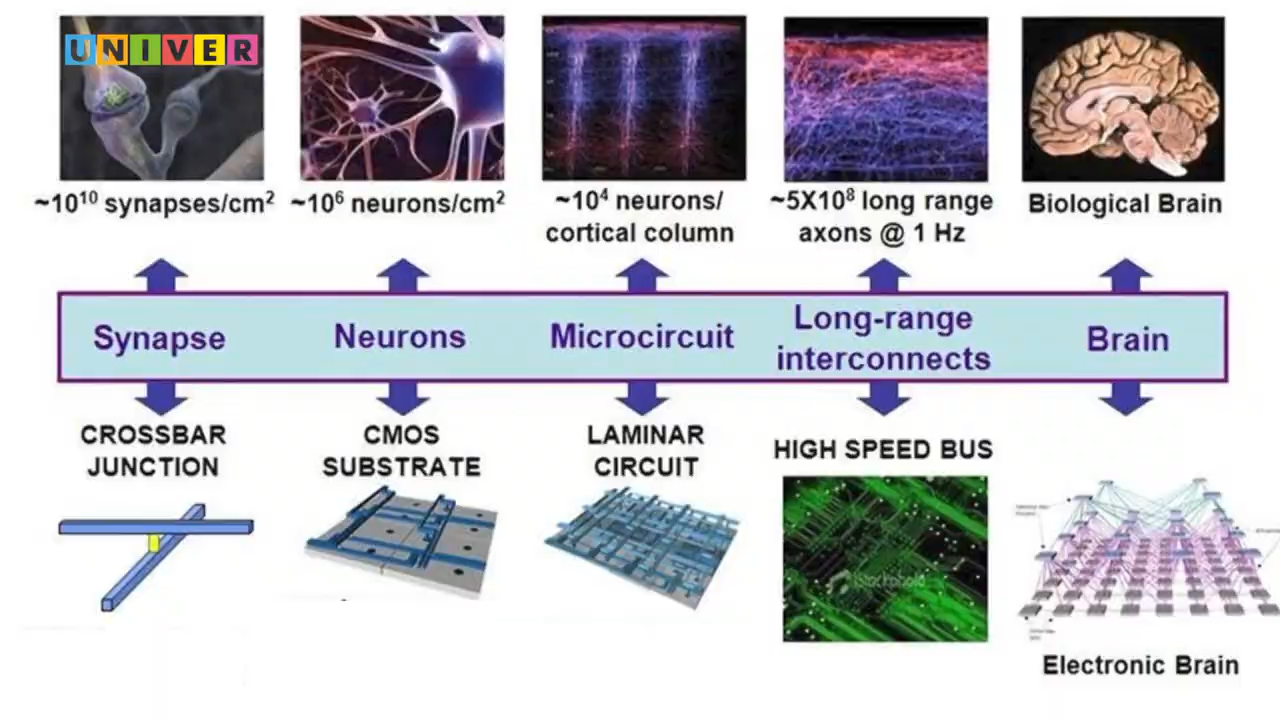 UNIVER
~10¹⁰ synapses/cm²
~10⁶ neurons/cm²
~10⁴ neurons/
cortical column
~5X10⁸ long range
axons @ 1 Hz
Biological Brain
Synapse
Neurons
Microcircuit
Long-range
interconnects
Brain
CROSSBAR
JUNCTION
CMOS
SUBSTRATE
LAMINAR
CIRCUIT
HIGH SPEED BUS
iStockphoto
Electronic Brain